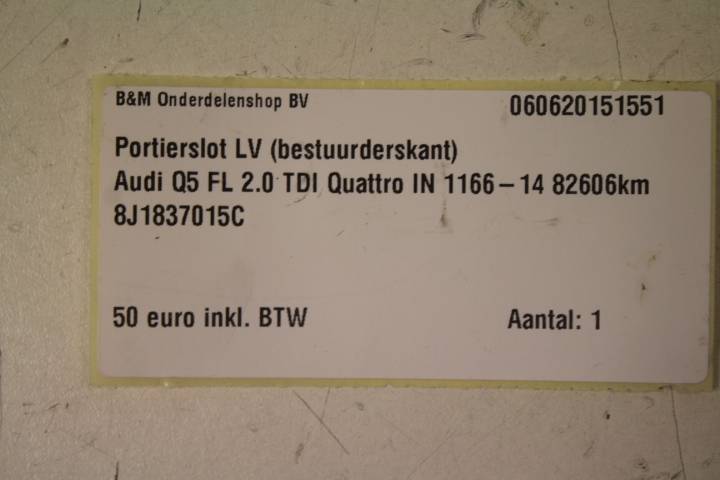 B&M Onderdelenshop BV 060620151551
Portierslot LV (bestuurderskant)
Audi Q5 FL 2.0 TDI Quattro IN 1166-14 82606km
8J1837015C
50 euro inkl. BTW Aantal: 1